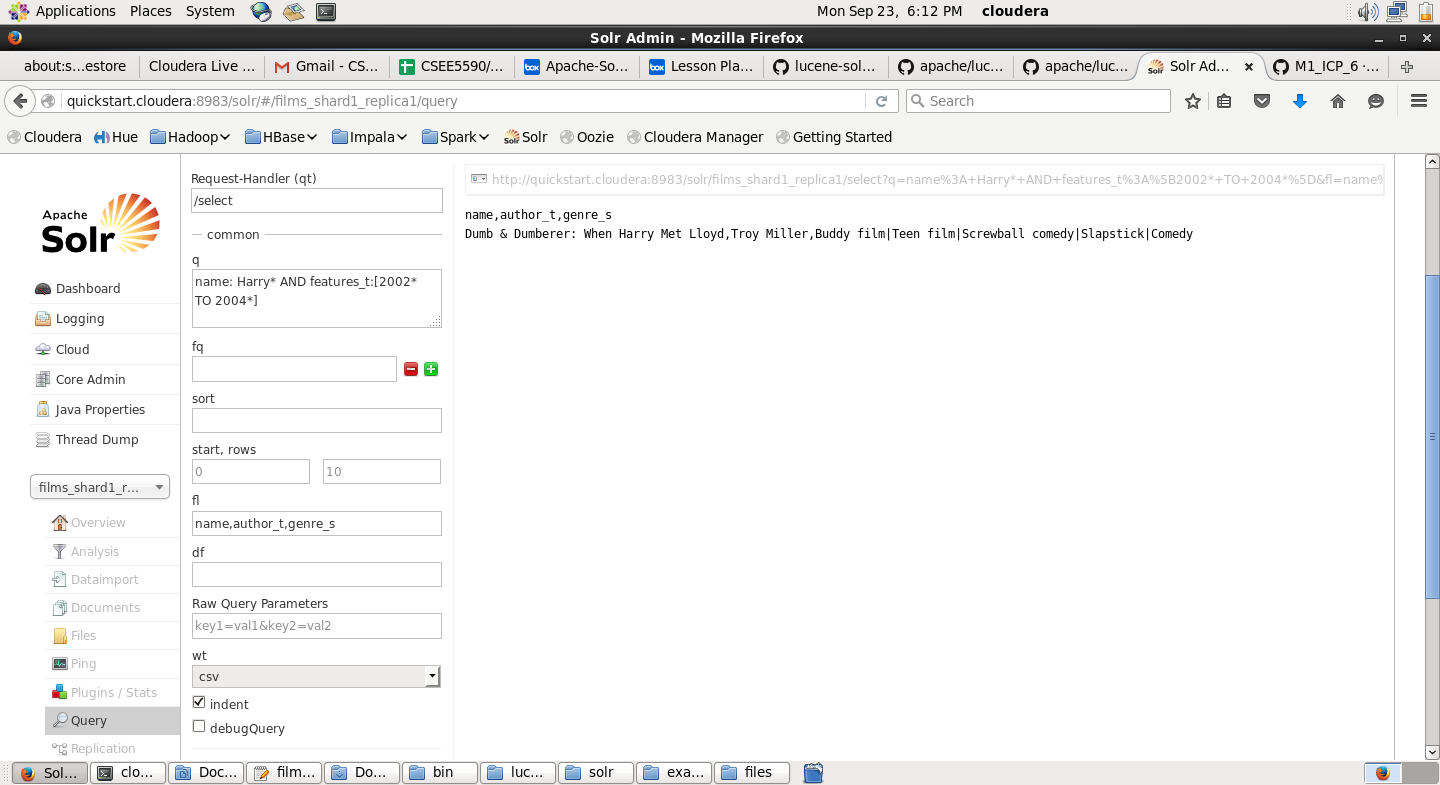 Applications Places System Mon Sep 23, 6:12 PM cloudera
Solr Admin - Mozilla Firefox
about:s...estore Cloudera Live ... Gmail - CS... CSEE5590/... Apache-So... Lesson Pla... lucene-sol... apache/luc... apache/luc... Solr Ad... M1_ICP_6 ·...
quickstart.cloudera:8983/solr/#/films_shard1_replica1/query Search
Cloudera Hue Hadoop HBase Impala Spark Solr Oozie Cloudera Manager Getting Started
Apache
Solr
Dashboard
Logging
Cloud
Core Admin
Java Properties
Thread Dump
films_shard1_r...
Overview
Analysis
Dataimport
Documents
Files
Ping
Plugins / Stats
Query
Replication
Request-Handler (qt)
/select
common
q
name: Harry* AND features_t:[2002*
TO 2004*]
fq
sort
start, rows
0 10
fl
name,author_t,genre_s
df
Raw Query Parameters
key1=val1&key2=val2
wt
csv
indent
debugQuery
http://quickstart.cloudera:8983/solr/films_shard1_replica1/select?q=name%3A+Harry*+AND+features_t%3A%5B2002*+TO+2004*%5D&fl=name%
name,author_t,genre_s
Dumb & Dumberer: When Harry Met Lloyd,Troy Miller,Buddy film|Teen film|Screwball comedy|Slapstick|Comedy
Sol... clo... Doc... film... Do... bin luc... solr exa... files